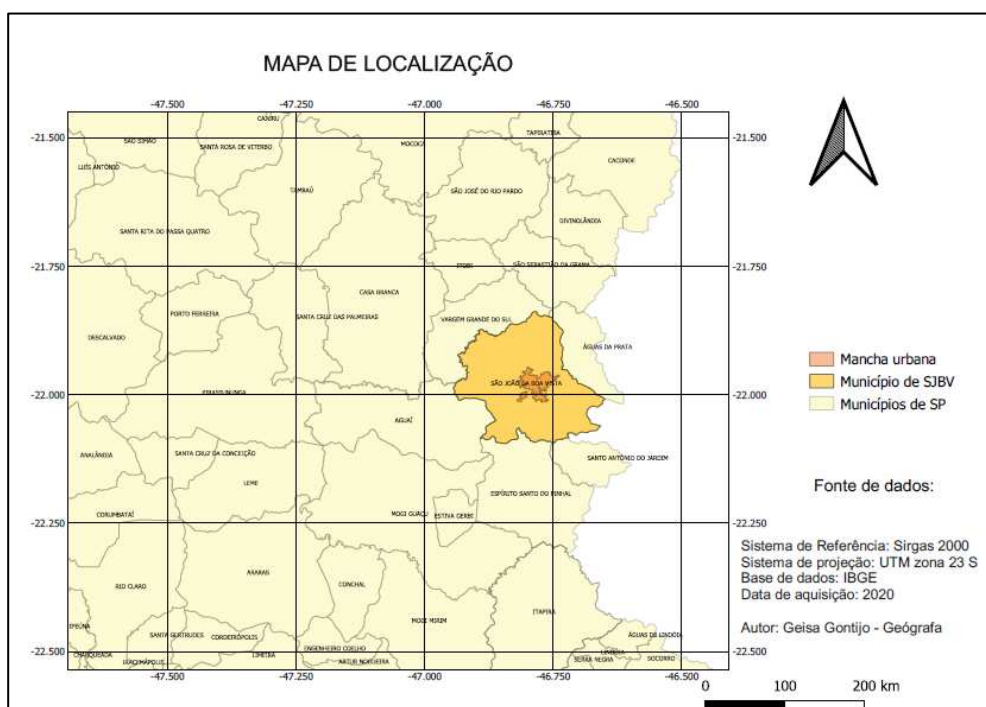 MAPA DE LOCALIZAÇÃO
-47.500 -47.250 -47.000 -46.750 -46.500
-21.500 -21.500
CAJURU
TAPIRATIBA
SÃO SIMÃO
SANTA ROSA DE VITERBO
MOCOCA
CACONDE
LUÍS ANTÔNIO
TAMBAÚ
SÃO JOSÉ DO RIO PARDO
DIVINOLÂNDIA
SANTA RITA DO PASSA QUATRO
-21.750 -21.750
ITOBI
SÃO SEBASTIÃO DA GRAMA
CASA BRANCA
PORTO FERREIRA
SANTA CRUZ DAS PALMEIRAS
VARGEM GRANDE DO SUL
DESCALVADO
ÁGUAS DA PRATA
Mancha urbana
SÃO JOÃO DA BOA VISTA
Município de SJBV
-22.000 -22.000
PIRASSUNUNGA
Municípios de SP
AGUAÍ
ANALÂNDIA
SANTA CRUZ DA CONCEIÇÃO
SANTO ANTÔNIO DO JARDIM
LEME
ESPÍRITO SANTO DO PINHAL
Fonte de dados:
CORUMBATAÍ
MOGI GUAÇU
ESTIVA GERBI
-22.250 -22.250
Sistema de Referência: Sirgas 2000
Sistema de projeção: UTM zona 23 S
Base de dados: IBGE
Data de aquisição: 2020
RIO CLARO
ARARAS
CONCHAL
ITAPIRA
MOGI MIRIM
IPEÚNA
SANTA GERTRUDES
CORDEIRÓPOLIS
ÁGUAS DE LINDÓIA
Autor: Geisa Gontijo - Geógrafa
ENGENHEIRO COELHO
-22.500 -22.500
CHARQUEADA
IRACEMÁPOLIS
LIMEIRA
ARTUR NOGUEIRA
LINDÓIA
SERRA NEGRA
SOCORRO
-47.500 -47.250 -47.000 -46.750 -46.500
0 100 200 km